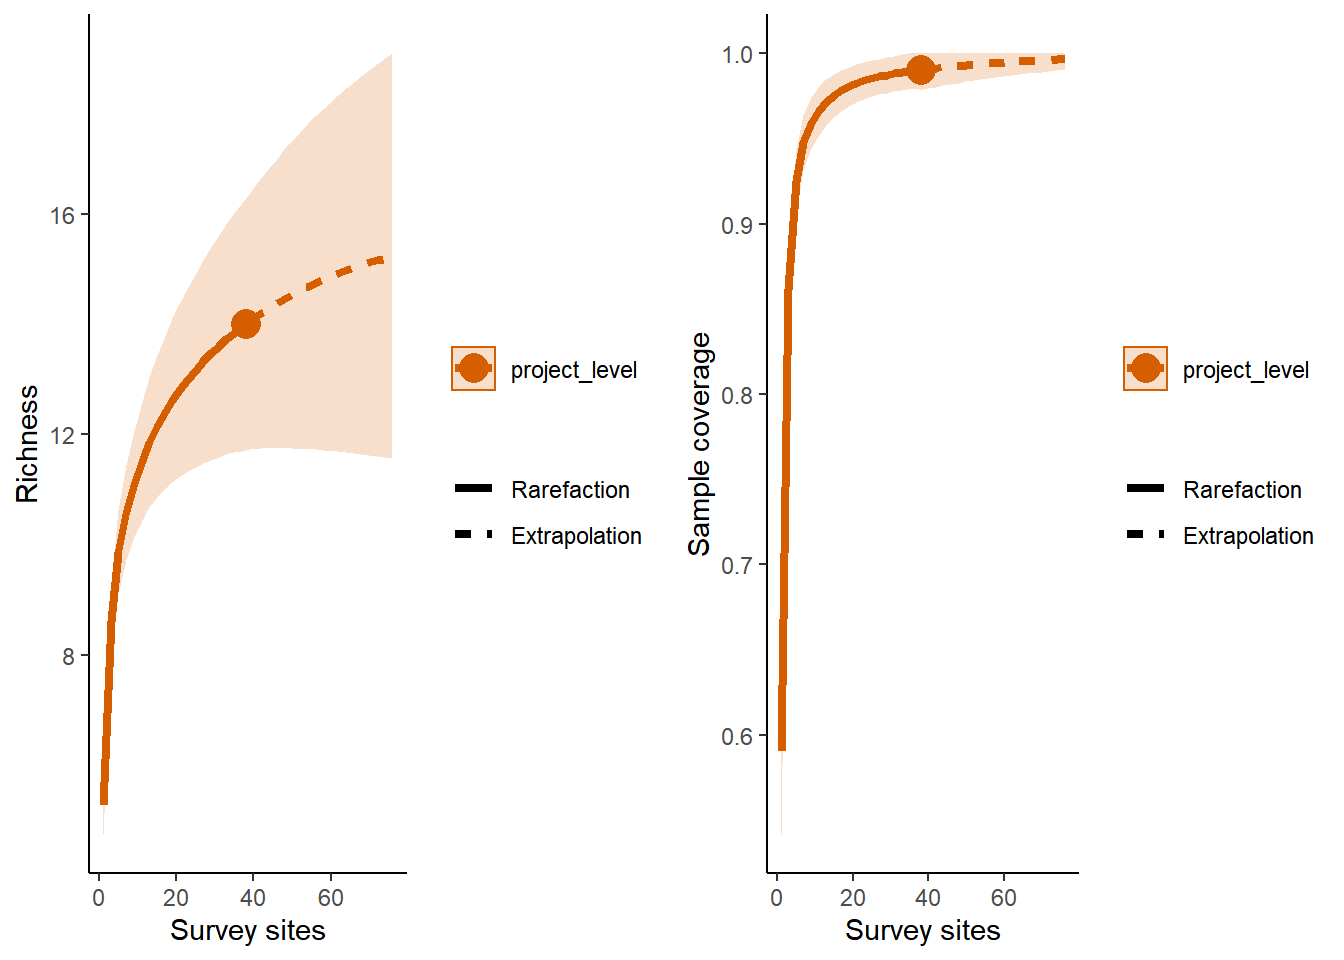 Richness
16
12
8
0 20 40 60
Survey sites
project_level
Rarefaction
Extrapolation
Sample coverage
1.0
0.9
0.8
0.7
0.6
0 20 40 60
Survey sites
project_level
Rarefaction
Extrapolation